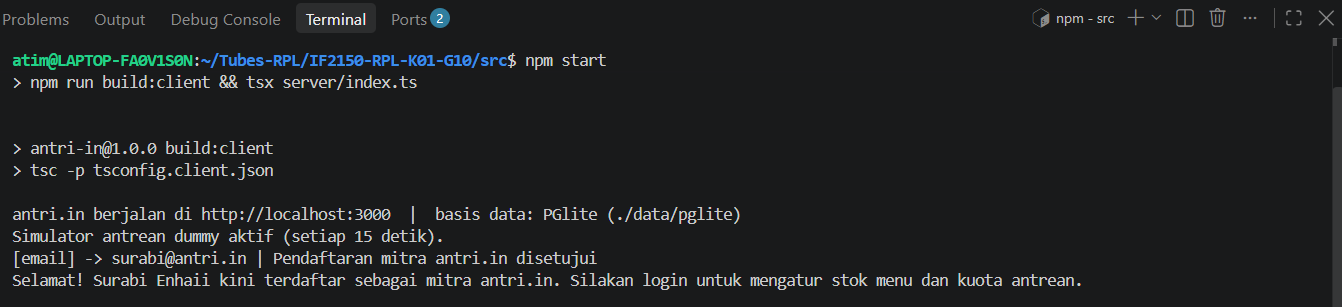 Problems Output Debug Console Terminal Ports 2 npm - src
atim@LAPTOP-FA0V1S0N:~/Tubes-RPL/IF2150-RPL-K01-G10/src$ npm start
> npm run build:client && tsx server/index.ts
> antri-in@1.0.0 build:client
> tsc -p tsconfig.client.json
antri.in berjalan di http://localhost:3000 | basis data: PGlite (./data/pglite)
Simulator antrean dummy aktif (setiap 15 detik).
[email] -> surabi@antri.in | Pendaftaran mitra antri.in disetujui
Selamat! Surabi Enhaii kini terdaftar sebagai mitra antri.in. Silakan login untuk mengatur stok menu dan kuota antrean.